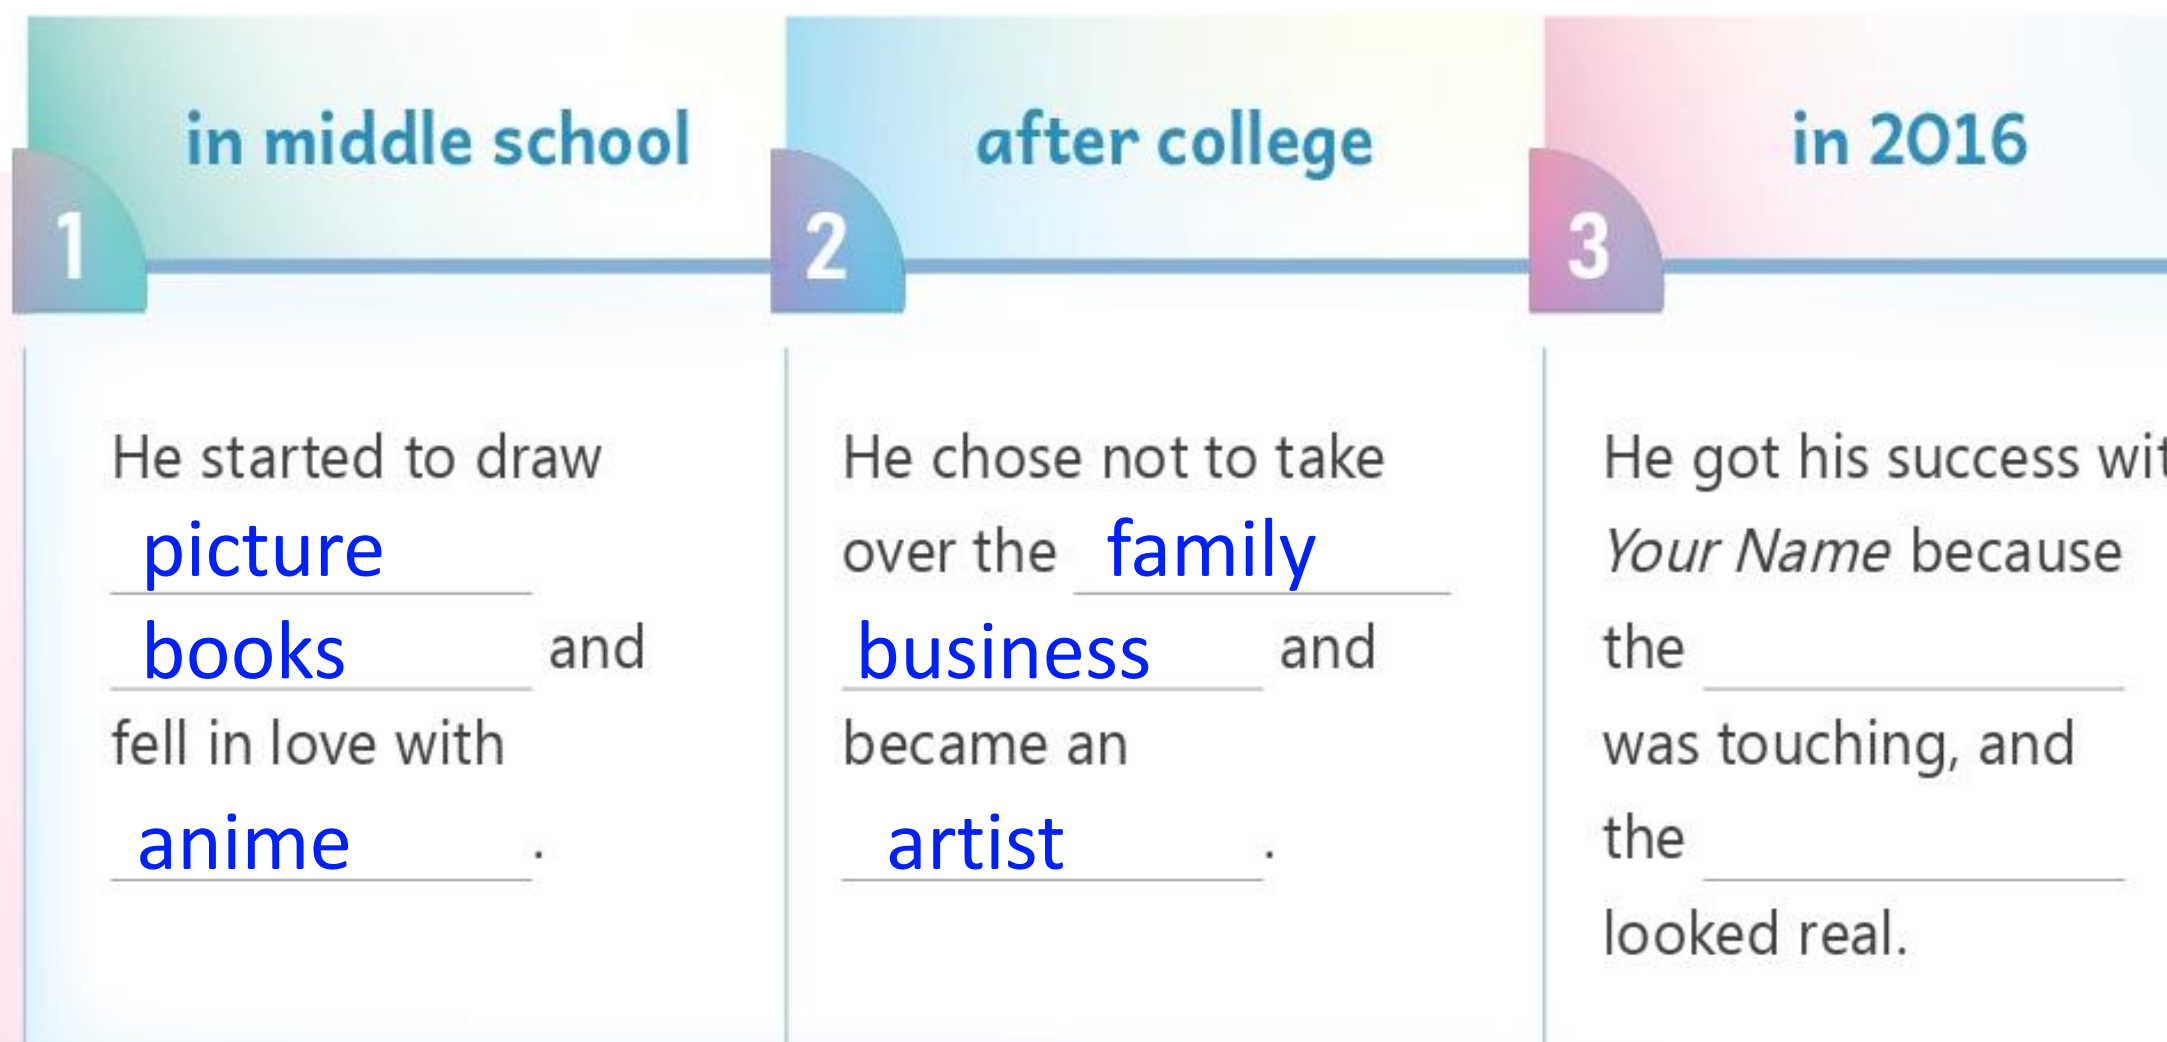 in middle school
1
He started to draw
picture
books and
fell in love with
anime .
after college
2
He chose not to take
over the family
business and
became an
artist .
in 2016
3
He got his success wit
Your Name because
the
was touching, and
the
looked real.